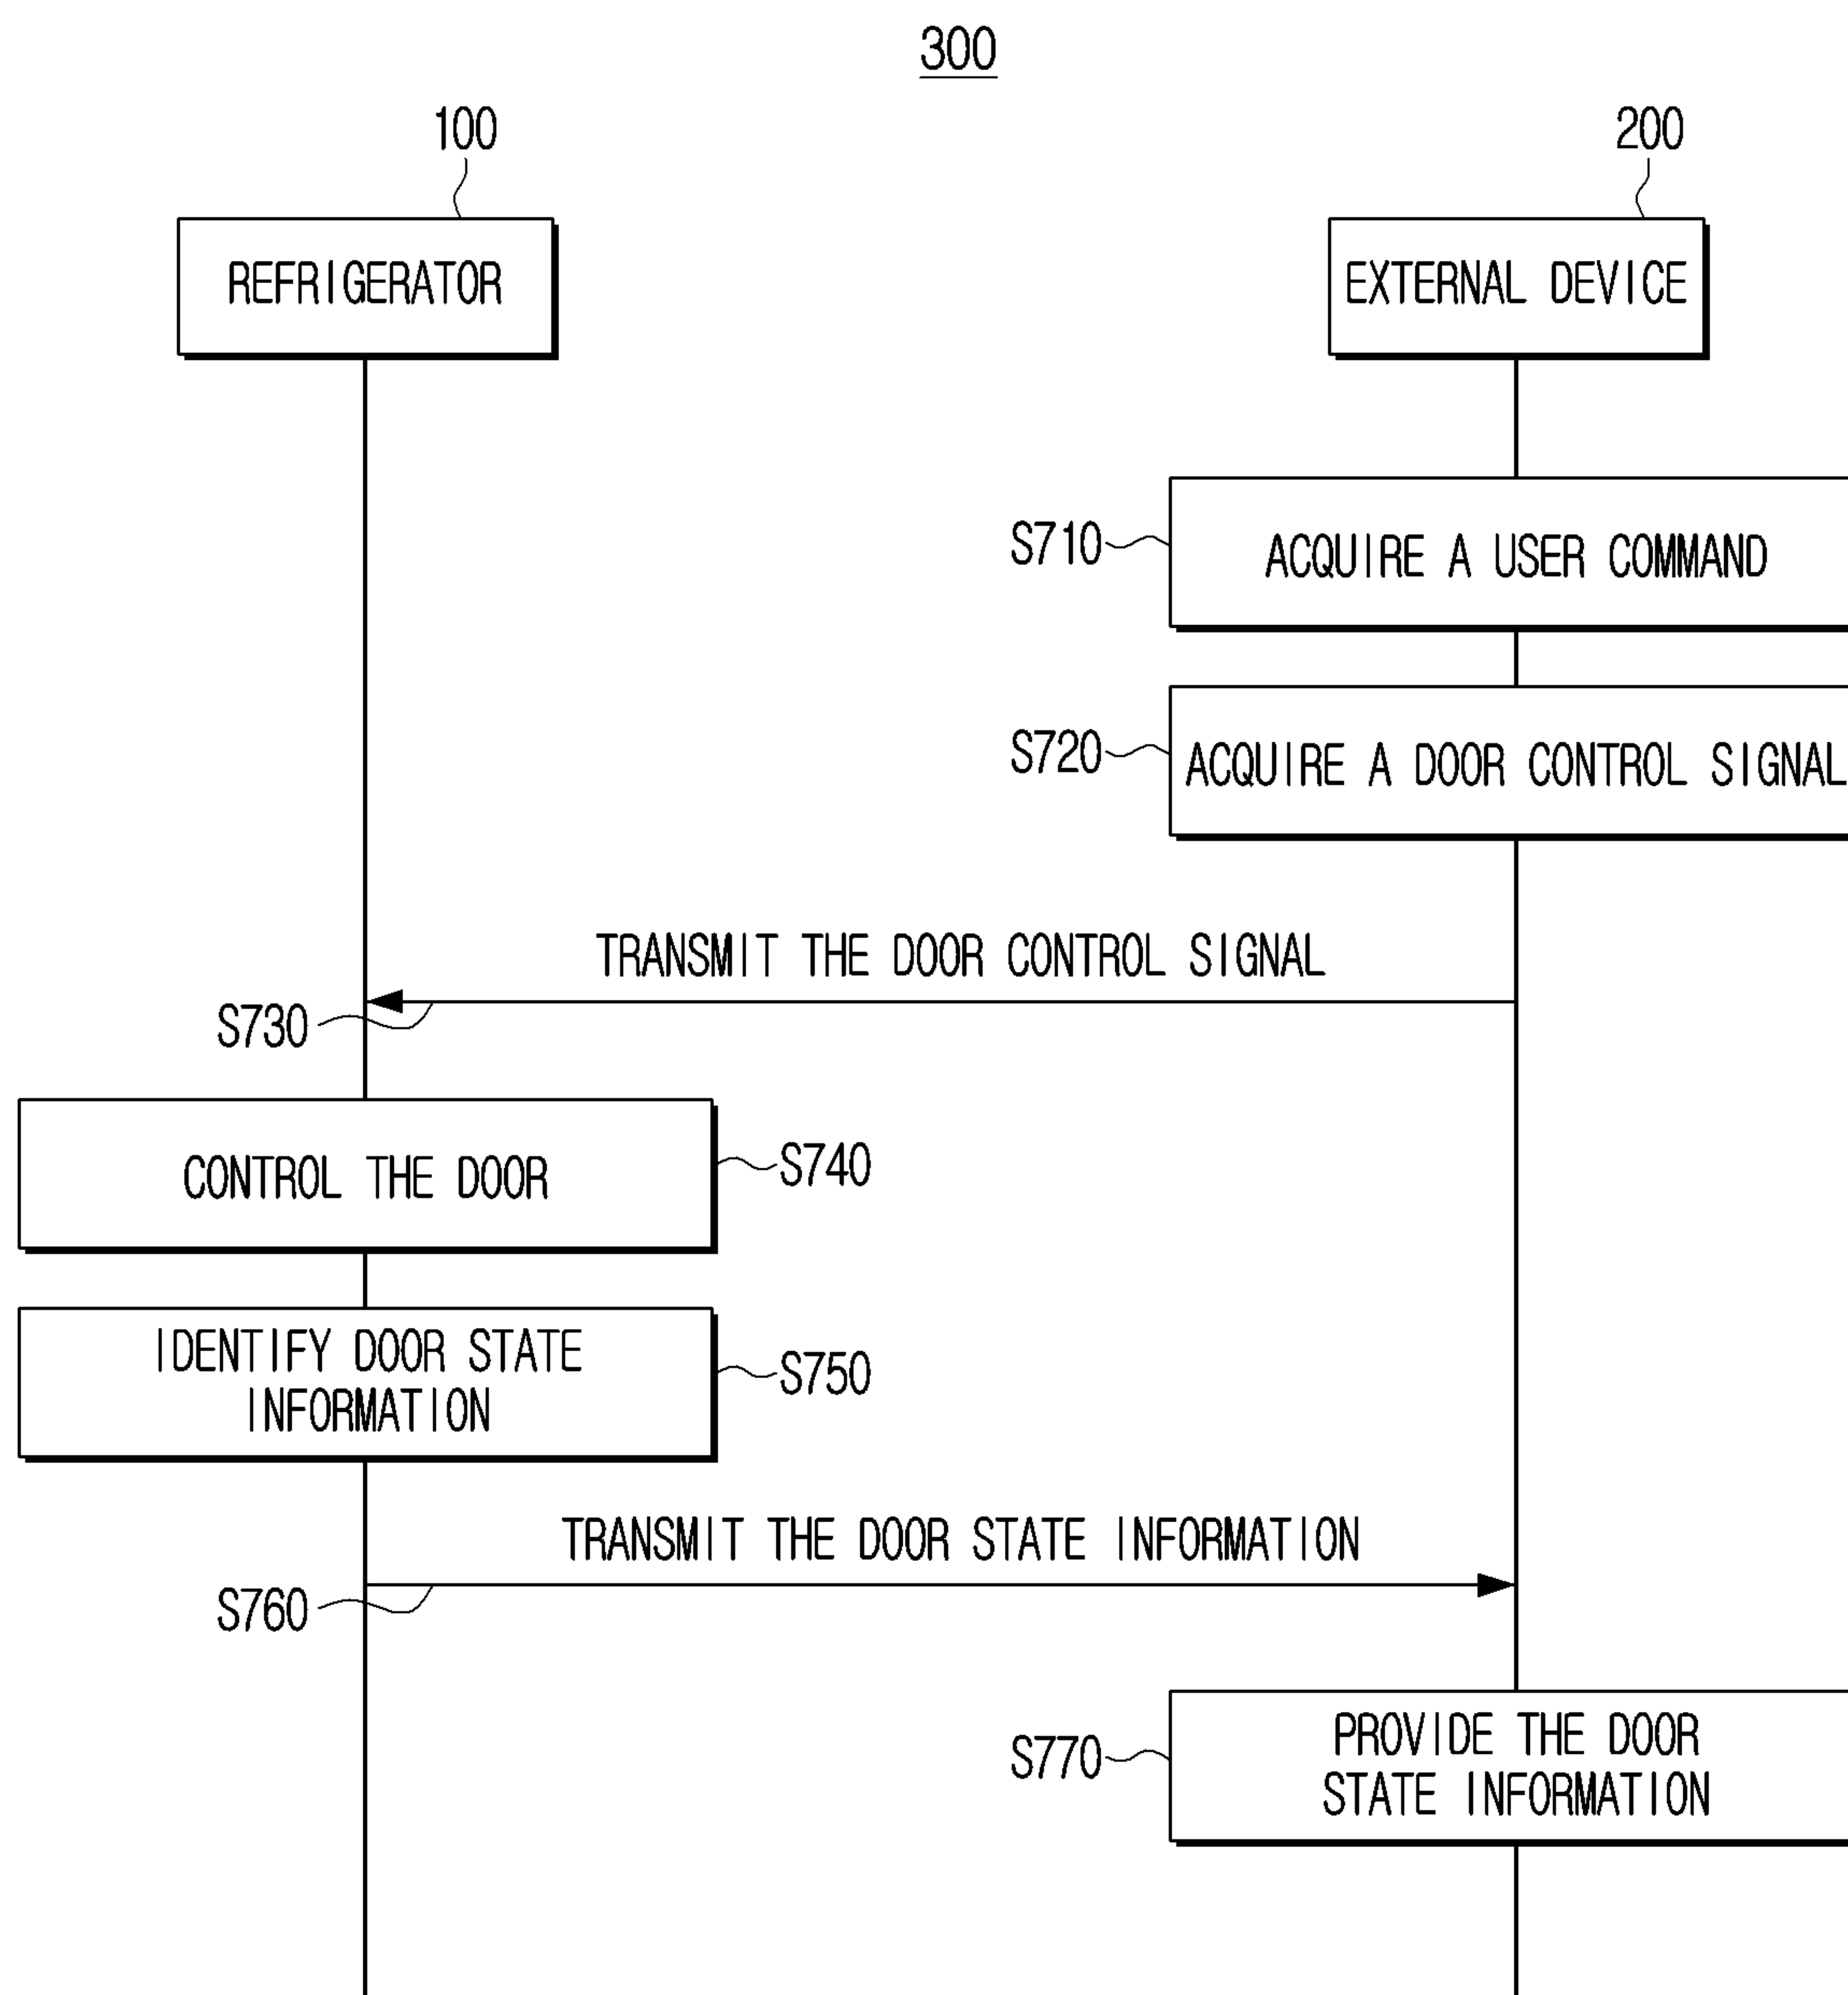 300
100
200
REFRIGERATOR
EXTERNAL DEVICE
S710
ACQUIRE A USER COMMAND
S720
ACQUIRE A DOOR CONTROL SIGNAL
TRANSMIT THE DOOR CONTROL SIGNAL
S730
CONTROL THE DOOR
S740
IDENTIFY DOOR STATE
INFORMATION
S750
TRANSMIT THE DOOR STATE INFORMATION
S760
S770
PROVIDE THE DOOR
STATE INFORMATION